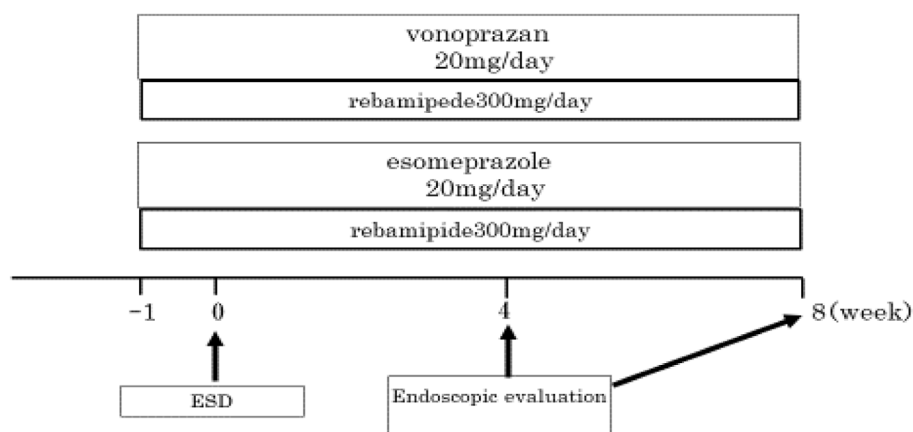 vonoprazan
20mg/day
rebamipede300mg/day
esomeprazole
20mg/day
rebamipide300mg/day
-1 0 4 8(week)
ESD
Endoscopic evaluation